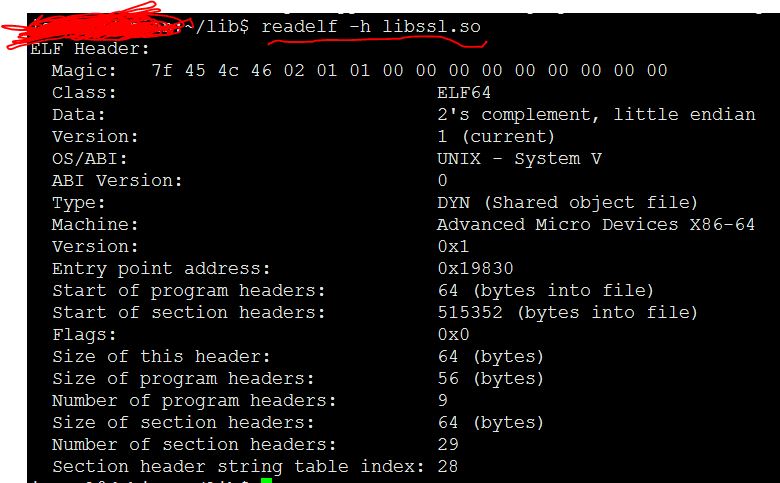 :~/lib$ readelf -h libssl.so
ELF Header:
  Magic:   7f 45 4c 46 02 01 01 00 00 00 00 00 00 00 00 00
  Class:                             ELF64
  Data:                              2's complement, little endian
  Version:                           1 (current)
  OS/ABI:                            UNIX - System V
  ABI Version:                       0
  Type:                              DYN (Shared object file)
  Machine:                           Advanced Micro Devices X86-64
  Version:                           0x1
  Entry point address:               0x19830
  Start of program headers:          64 (bytes into file)
  Start of section headers:          515352 (bytes into file)
  Flags:                             0x0
  Size of this header:               64 (bytes)
  Size of program headers:           56 (bytes)
  Number of program headers:         9
  Size of section headers:           64 (bytes)
  Number of section headers:         29
  Section header string table index: 28